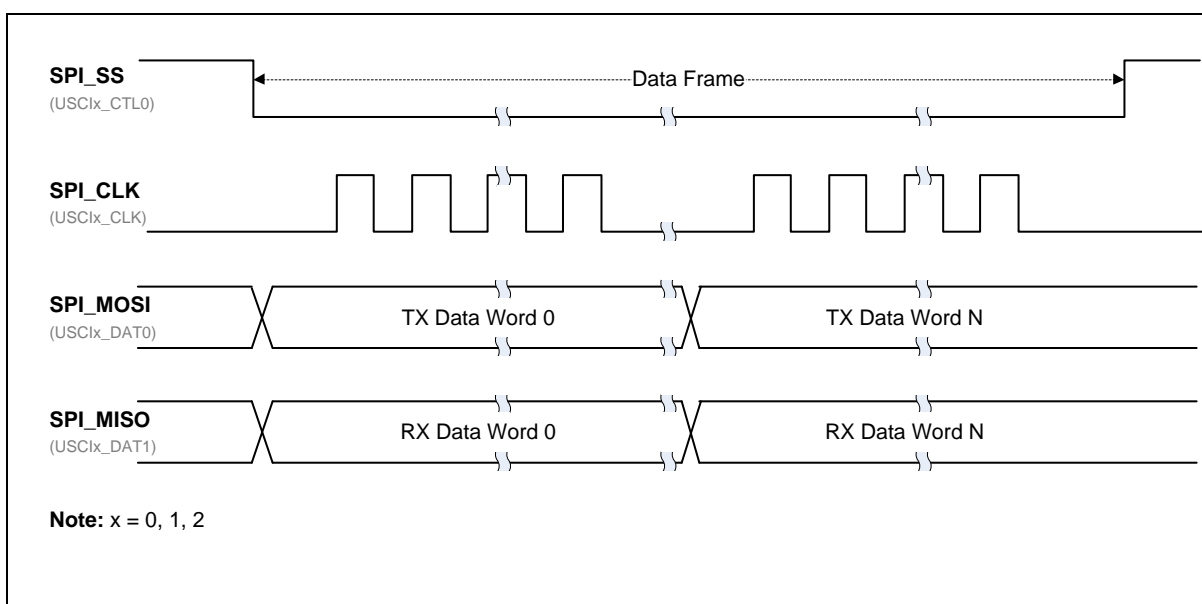 SPI_SS
(USCIx_CTL0)
Data Frame
SPI_CLK
(USCIx_CLK)
SPI_MOSI
(USCIx_DAT0)
TX Data Word 0
TX Data Word N
SPI_MISO
(USCIx_DAT1)
RX Data Word 0
RX Data Word N
Note: x = 0, 1, 2